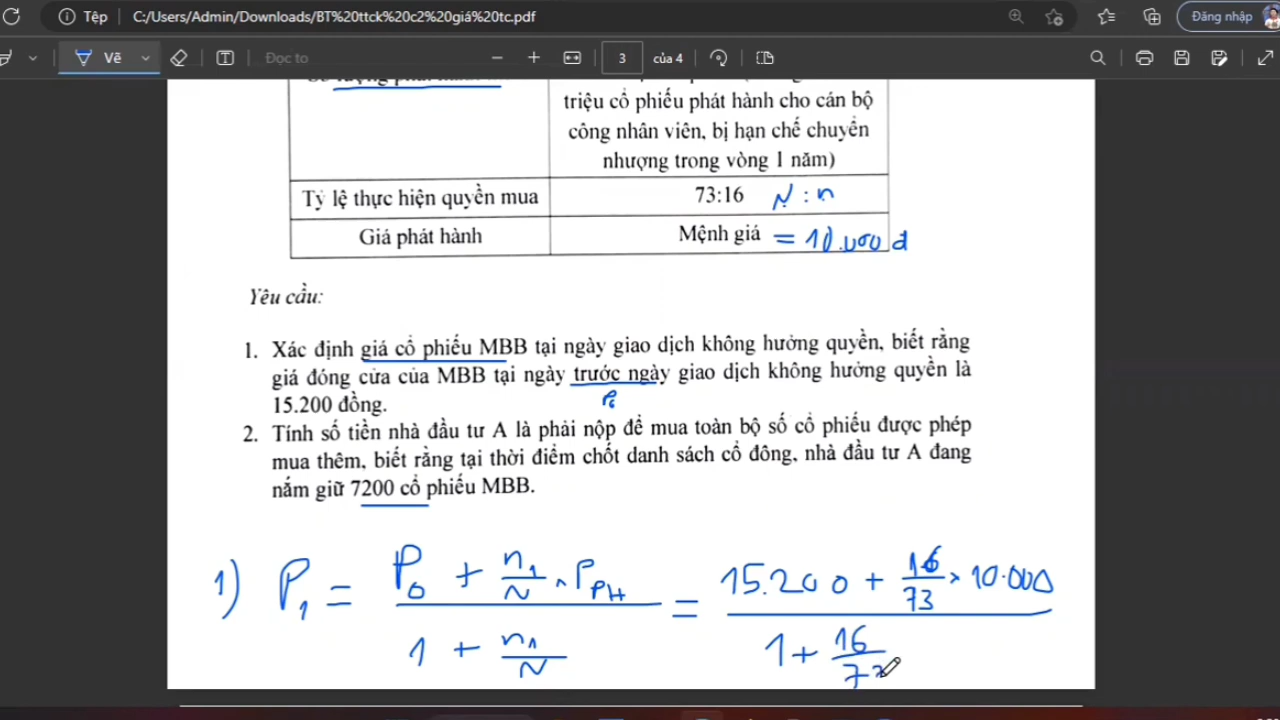 Tệp C:/Users/Admin/Downloads/BT%20ttck%20c2%20giá%20tc.pdf Đăng nhập
Vẽ Đọc to 3 của 4
triệu cổ phiếu phát hành cho cán bộ
công nhân viên, bị hạn chế chuyển
nhượng trong vòng 1 năm)
Tỷ lệ thực hiện quyền mua 73:16 N : n
Giá phát hành Mệnh giá = 10.000 đ
Yêu cầu:
1. Xác định giá cổ phiếu MBB tại ngày giao dịch không hưởng quyền, biết rằng
giá đóng cửa của MBB tại ngày trước ngày giao dịch không hưởng quyền là
15.200 đồng. P₀
2. Tính số tiền nhà đầu tư A là phải nộp để mua toàn bộ số cổ phiếu được phép
mua thêm, biết rằng tại thời điểm chốt danh sách cổ đông, nhà đầu tư A đang
nắm giữ 7200 cổ phiếu MBB.
1) P₁ = (P₀ + n₁/N × P_PH) / (1 + n₁/N) = (15.200 + 16/73 × 10.000) / (1 + 16/73)